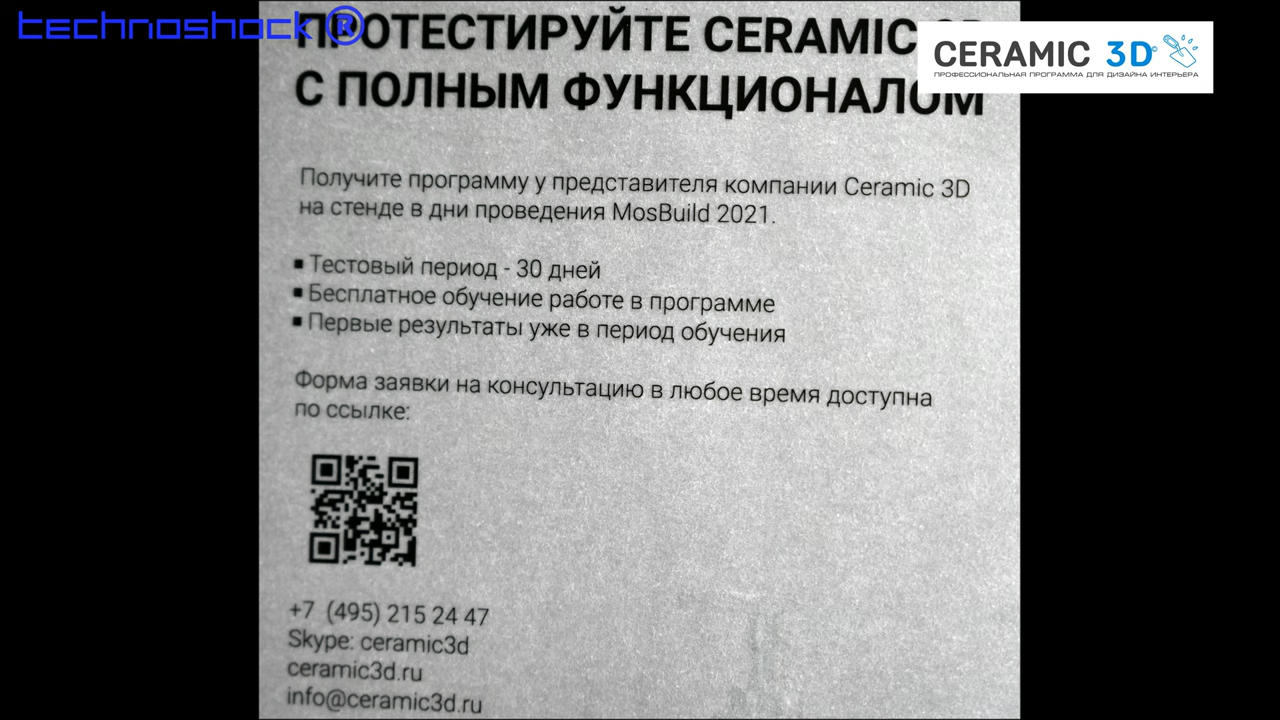 technoshock ®
CERAMIC 3D©
ПРОФЕССИОНАЛЬНАЯ ПРОГРАММА ДЛЯ ДИЗАЙНА ИНТЕРЬЕРА
ПРОТЕСТИРУЙТЕ CERAMIC
С ПОЛНЫМ ФУНКЦИОНАЛОМ
Получите программу у представителя компании Ceramic 3D
на стенде в дни проведения MosBuild 2021.
▪ Тестовый период - 30 дней
▪ Бесплатное обучение работе в программе
▪ Первые результаты уже в период обучения
Форма заявки на консультацию в любое время доступна
по ссылке:
+7 (495) 215 24 47
Skype: ceramic3d
ceramic3d.ru
info@ceramic3d.ru